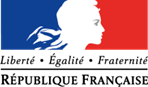 Liberté • Égalité • Fraternité
RÉPUBLIQUE FRANÇAISE